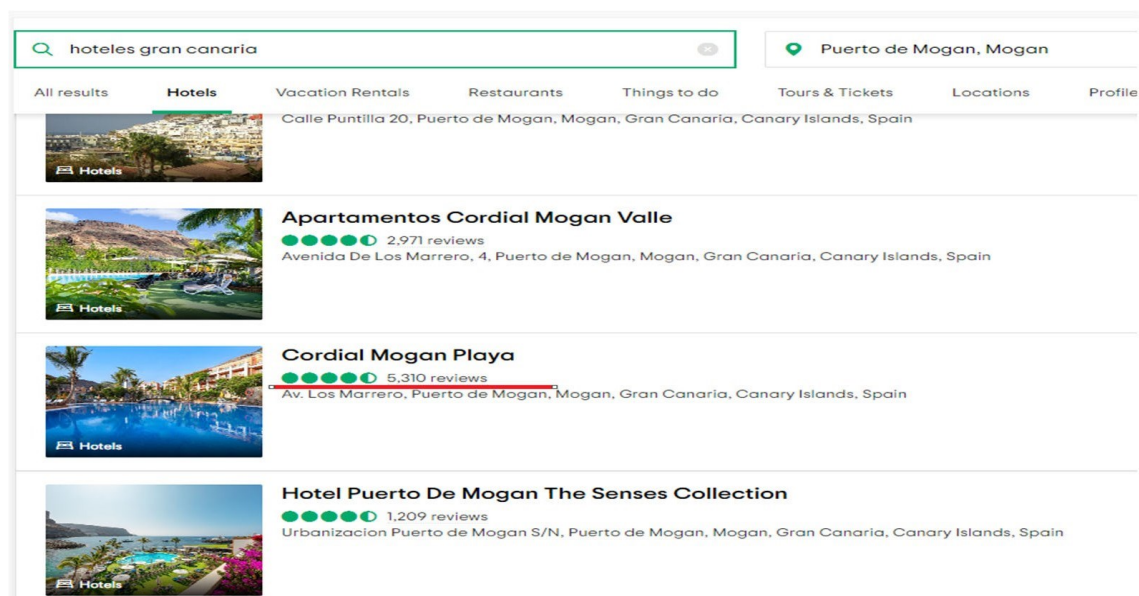 hoteles gran canaria
Puerto de Mogan, Mogan
All results Hotels Vacation Rentals Restaurants Things to do Tours & Tickets Locations Profile
Calle Puntilla 20, Puerto de Mogan, Mogan, Gran Canaria, Canary Islands, Spain
Hotels
Apartamentos Cordial Mogan Valle
2,971 reviews
Avenida De Los Marrero, 4, Puerto de Mogan, Mogan, Gran Canaria, Canary Islands, Spain
Hotels
Cordial Mogan Playa
5,310 reviews
Av. Los Marrero, Puerto de Mogan, Mogan, Gran Canaria, Canary Islands, Spain
Hotels
Hotel Puerto De Mogan The Senses Collection
1,209 reviews
Urbanizacion Puerto de Mogan S/N, Puerto de Mogan, Mogan, Gran Canaria, Canary Islands, Spain
Hotels